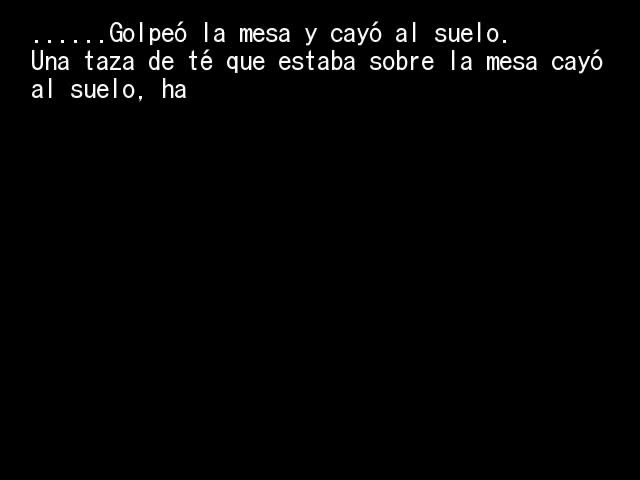 ......Golpeó la mesa y cayó al suelo.
Una taza de té que estaba sobre la mesa cayó
al suelo, ha